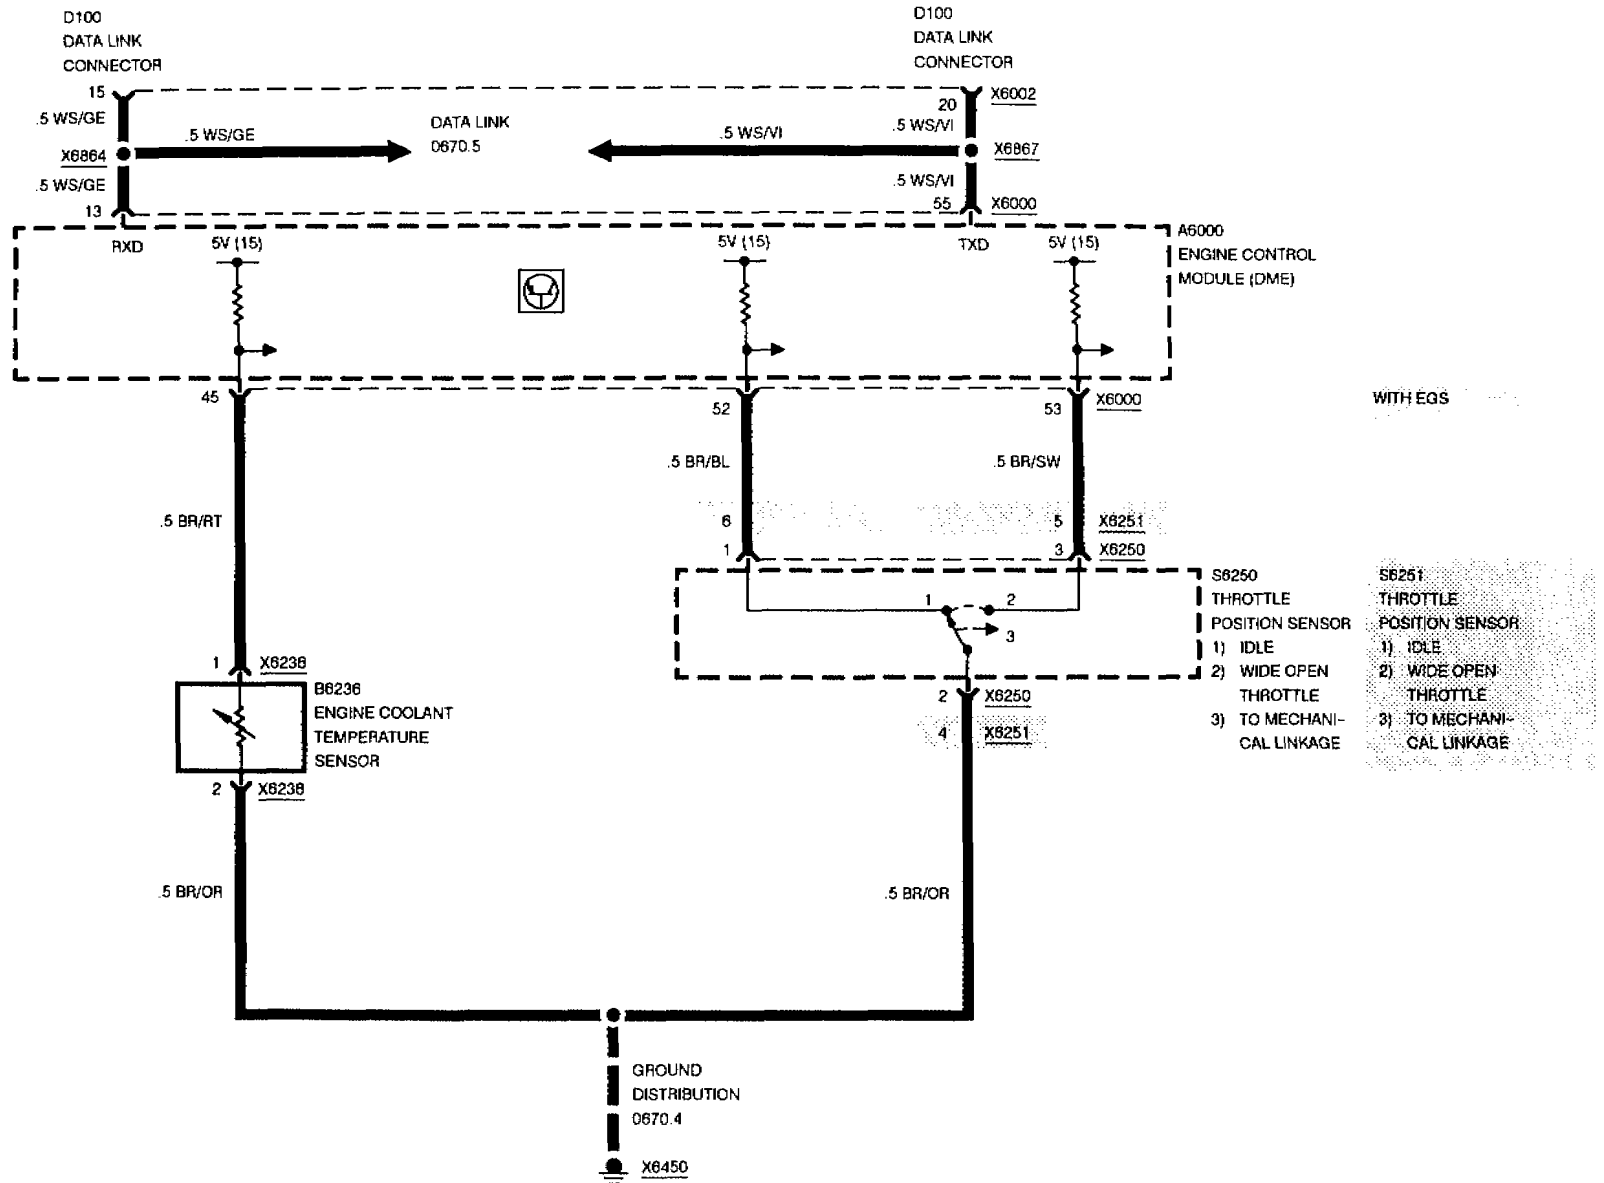 D100
DATA LINK
CONNECTOR
D100
DATA LINK
CONNECTOR
15
20
X6002
.5 WS/GE
.5 WS/GE
DATA LINK
0670.5
.5 WS/VI
.5 WS/VI
X6864
X6867
.5 WS/GE
.5 WS/VI
13
55
X6000
RXD
5V (15)
5V (15)
TXD
5V (15)
A6000
ENGINE CONTROL
MODULE (DME)
45
52
53
X6000
WITH EGS
.5 BR/RT
.5 BR/BL
.5 BR/SW
6
5
X6251
1
3
X6250
1
2
3
S6250
THROTTLE
POSITION SENSOR
1) IDLE
2) WIDE OPEN
THROTTLE
3) TO MECHANI-
CAL LINKAGE
S6251
THROTTLE
POSITION SENSOR
1) IDLE
2) WIDE OPEN
THROTTLE
3) TO MECHANI-
CAL LINKAGE
1
X6236
B6236
ENGINE COOLANT
TEMPERATURE
SENSOR
2
X6236
2
X6250
4
X6251
.5 BR/OR
.5 BR/OR
GROUND
DISTRIBUTION
0670.4
X6450